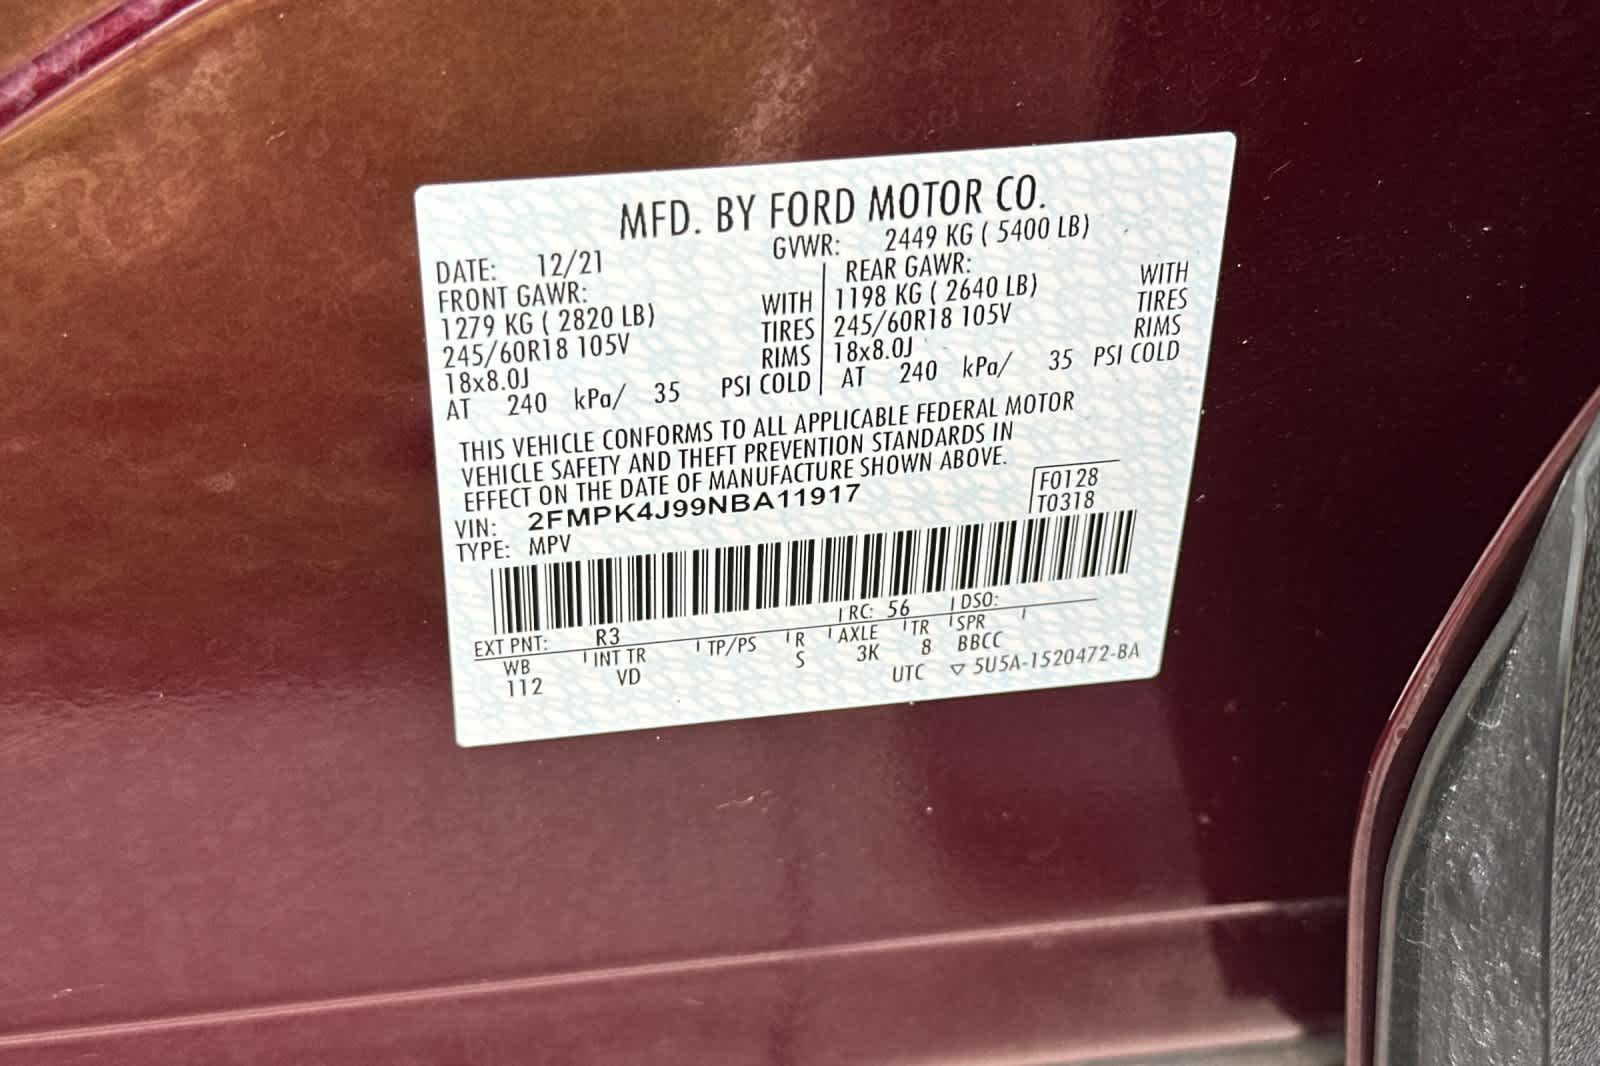 MFD. BY FORD MOTOR CO.
DATE: 12/21 GVWR: 2449 KG ( 5400 LB)
FRONT GAWR:
1279 KG ( 2820 LB) WITH
245/60R18 105V TIRES
18x8.0J RIMS
AT 240 kPa/ 35 PSI COLD
REAR GAWR:
1198 KG ( 2640 LB) WITH
245/60R18 105V TIRES
18x8.0J RIMS
AT 240 kPa/ 35 PSI COLD
THIS VEHICLE CONFORMS TO ALL APPLICABLE FEDERAL MOTOR
VEHICLE SAFETY AND THEFT PREVENTION STANDARDS IN
EFFECT ON THE DATE OF MANUFACTURE SHOWN ABOVE.
VIN: 2FMPK4J99NBA11917
TYPE: MPV
F0128
T0318
EXT PNT: R3 RC: 56 DSO:
WB INT TR TP/PS R AXLE TR SPR
112 VD S 3K 8 BBCC
UTC ▽ 5U5A-1520472-BA